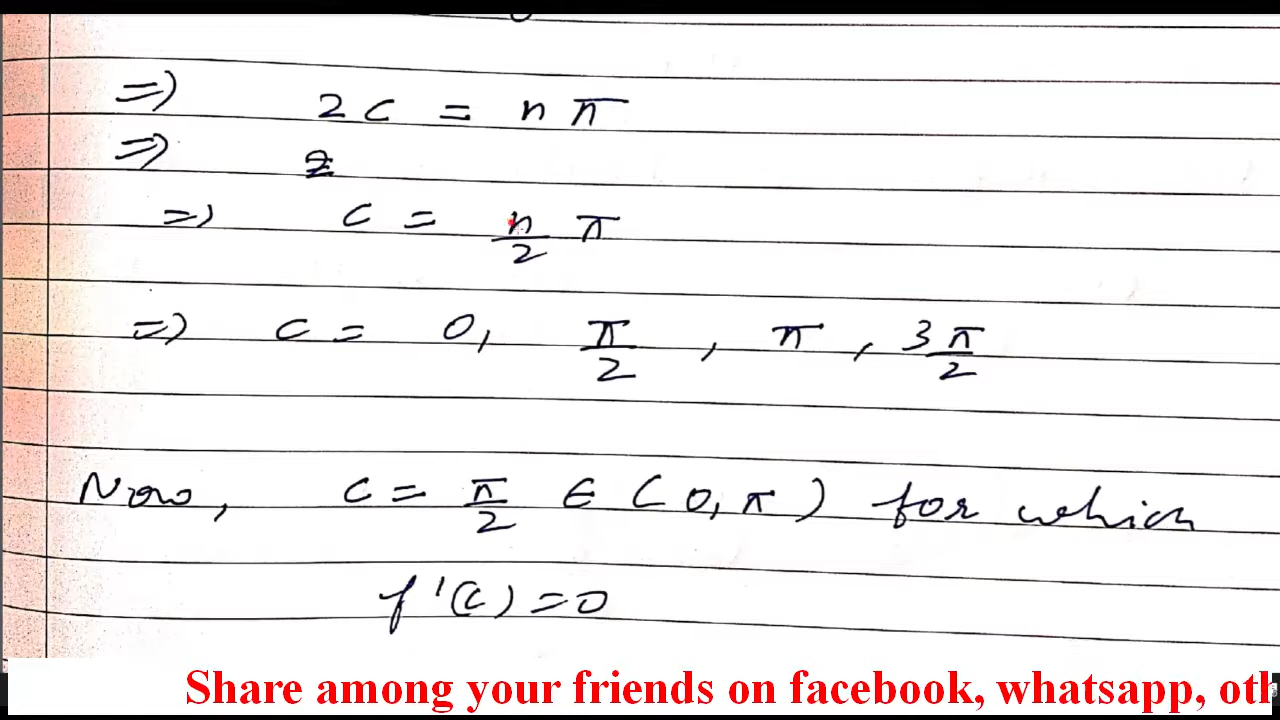 => 2c = nπ
=>
=> c = n/2 π
=> c = 0, π/2, π, 3π/2
Now, c = π/2 ∈ (0, π) for which
f'(c) = 0
Share among your friends on facebook, whatsapp,